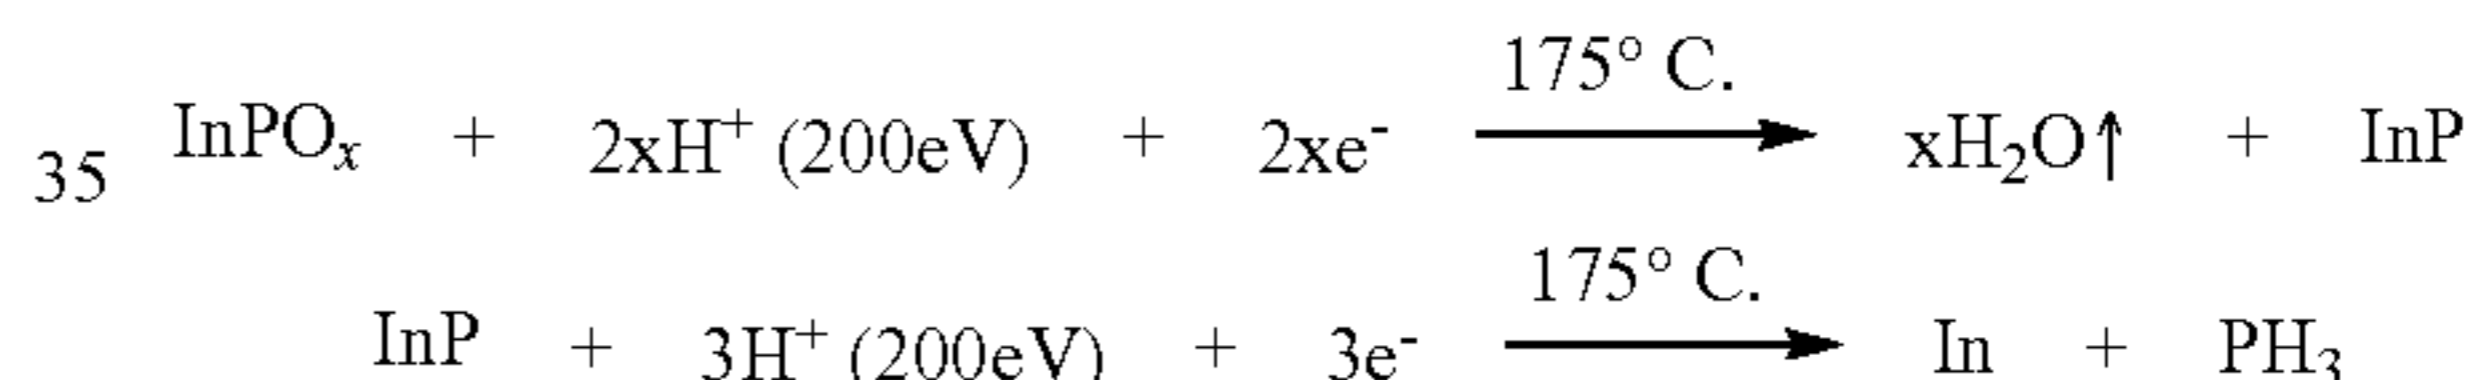 175° C.
35 InPOₓ + 2xH⁺ (200eV) + 2xe⁻ ⟶ xH₂O↑ + InP
175° C.
InP + 3H⁺ (200eV) + 3e⁻ ⟶ In + PH₃